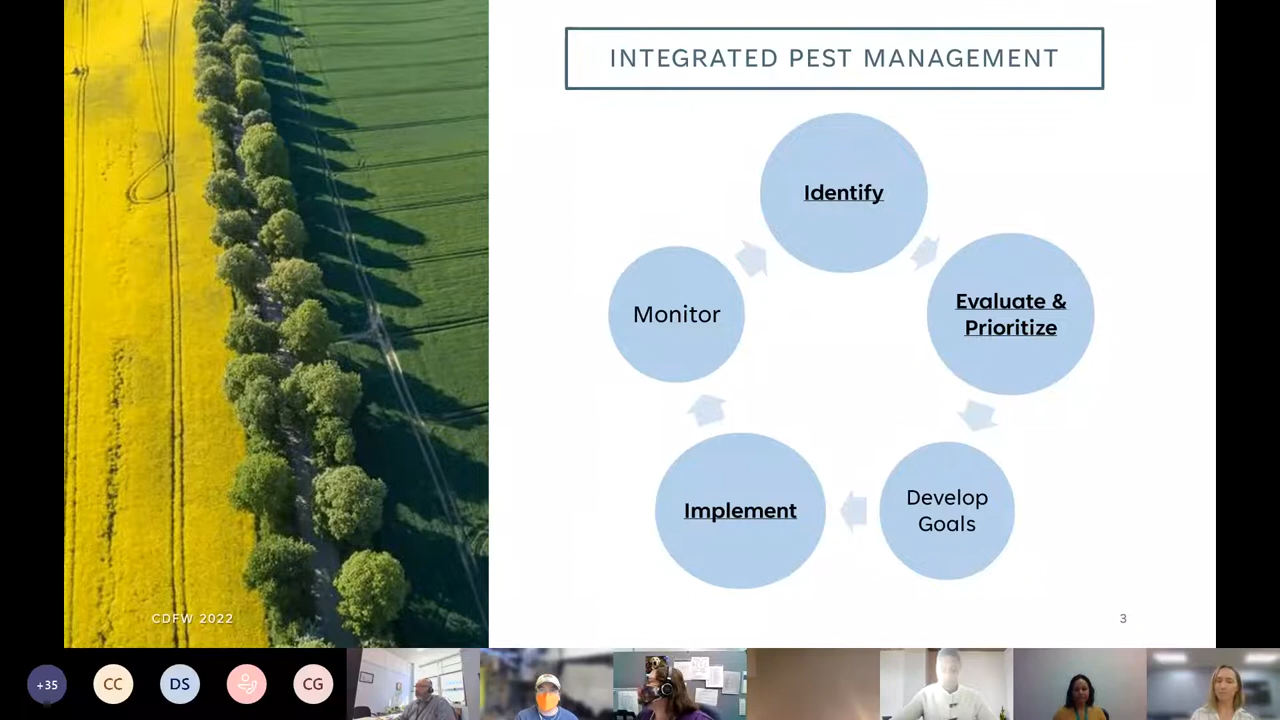 INTEGRATED PEST MANAGEMENT
Identify
Evaluate &
Prioritize
Develop
Goals
Implement
Monitor
CDFW 2022
3
+35
CC
DS
CG